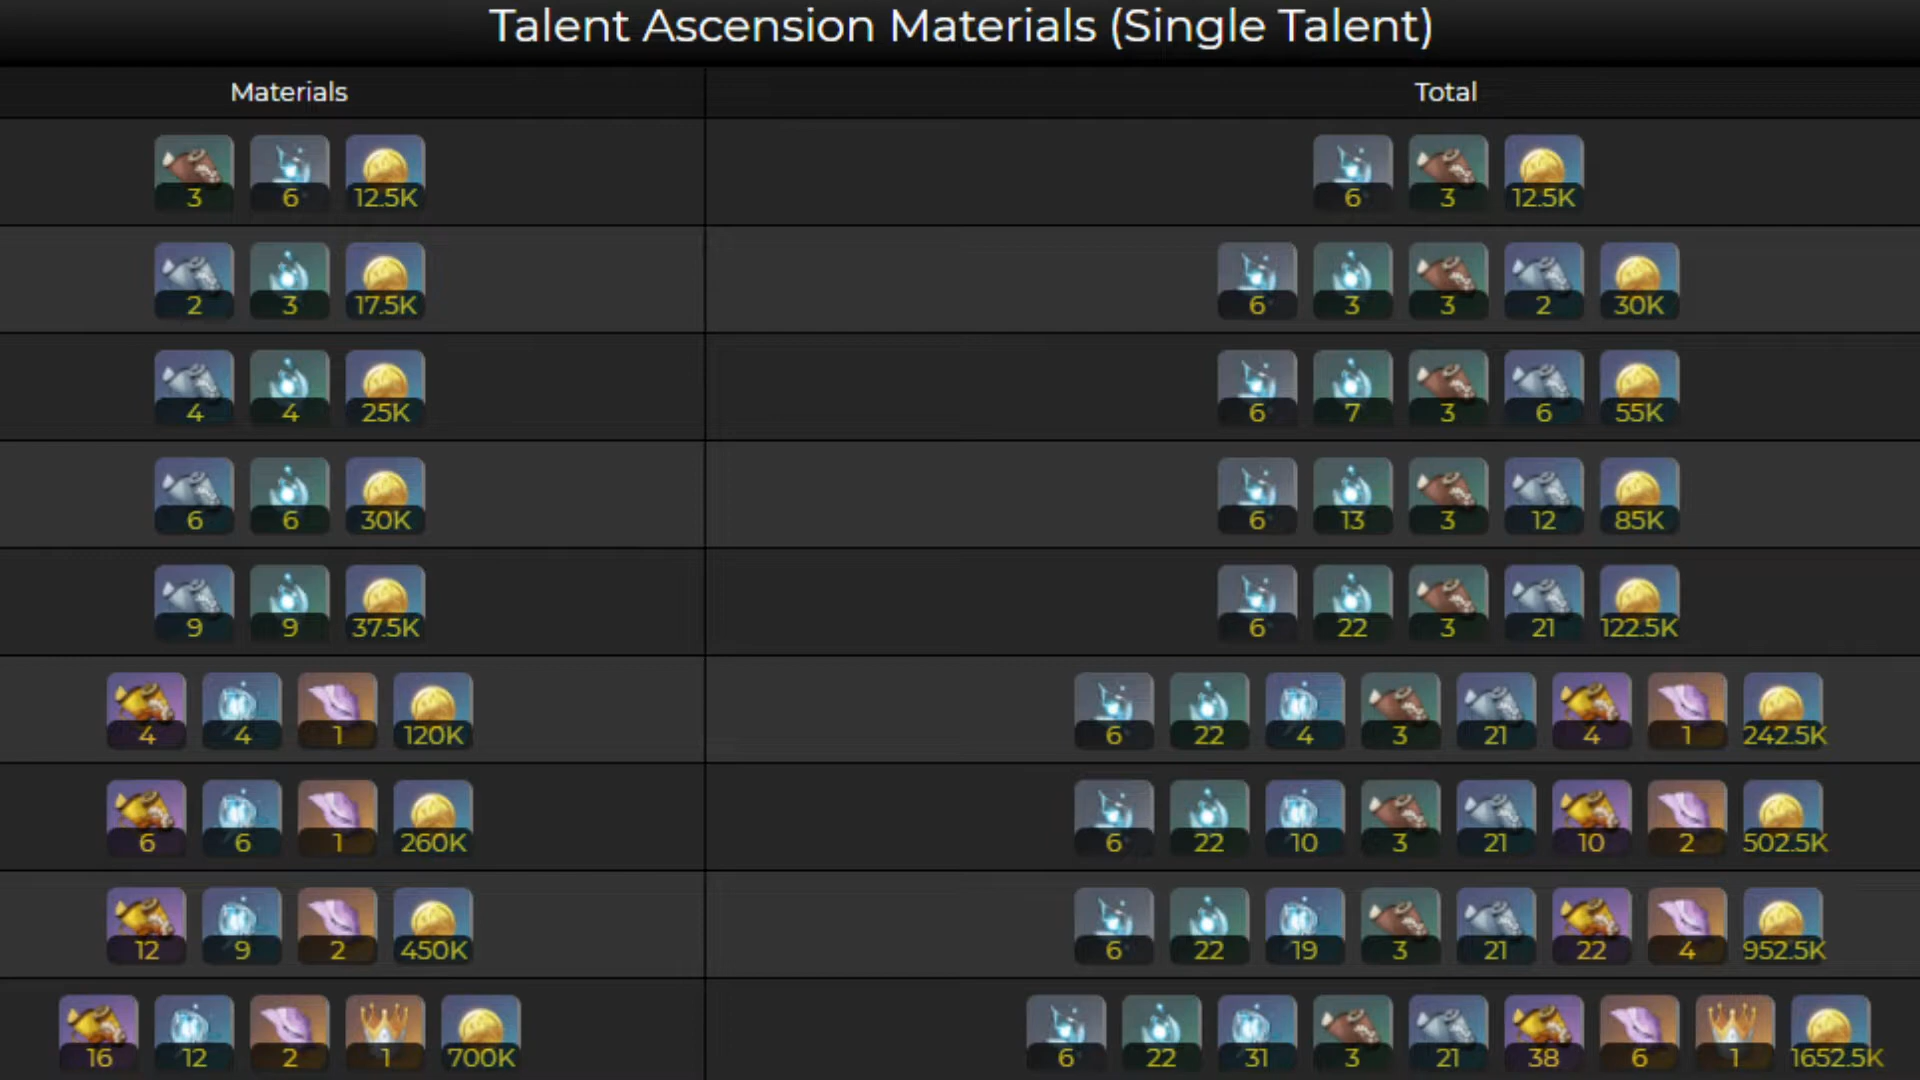 Talent Ascension Materials (Single Talent)
Materials Total
3 6 12.5K 6 3 12.5K
2 3 17.5K 6 3 3 2 30K
4 4 25K 6 7 3 6 55K
6 6 30K 6 13 3 12 85K
9 9 37.5K 6 22 3 21 122.5K
4 4 1 120K 6 22 4 3 21 4 1 242.5K
6 6 1 260K 6 22 10 3 21 10 2 502.5K
12 9 2 450K 6 22 19 3 21 22 4 952.5K
16 12 2 1 700K 6 22 31 3 21 38 6 1 1652.5K